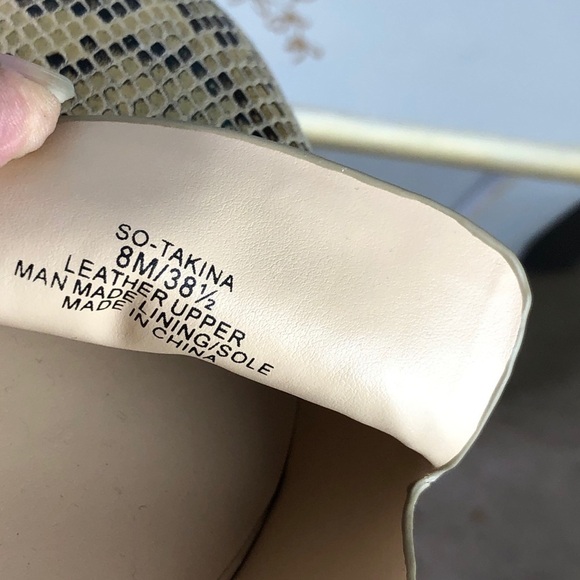 SO-TAKINA
8M/38½
LEATHER UPPER
MAN MADE LINING/SOLE
MADE IN CHINA